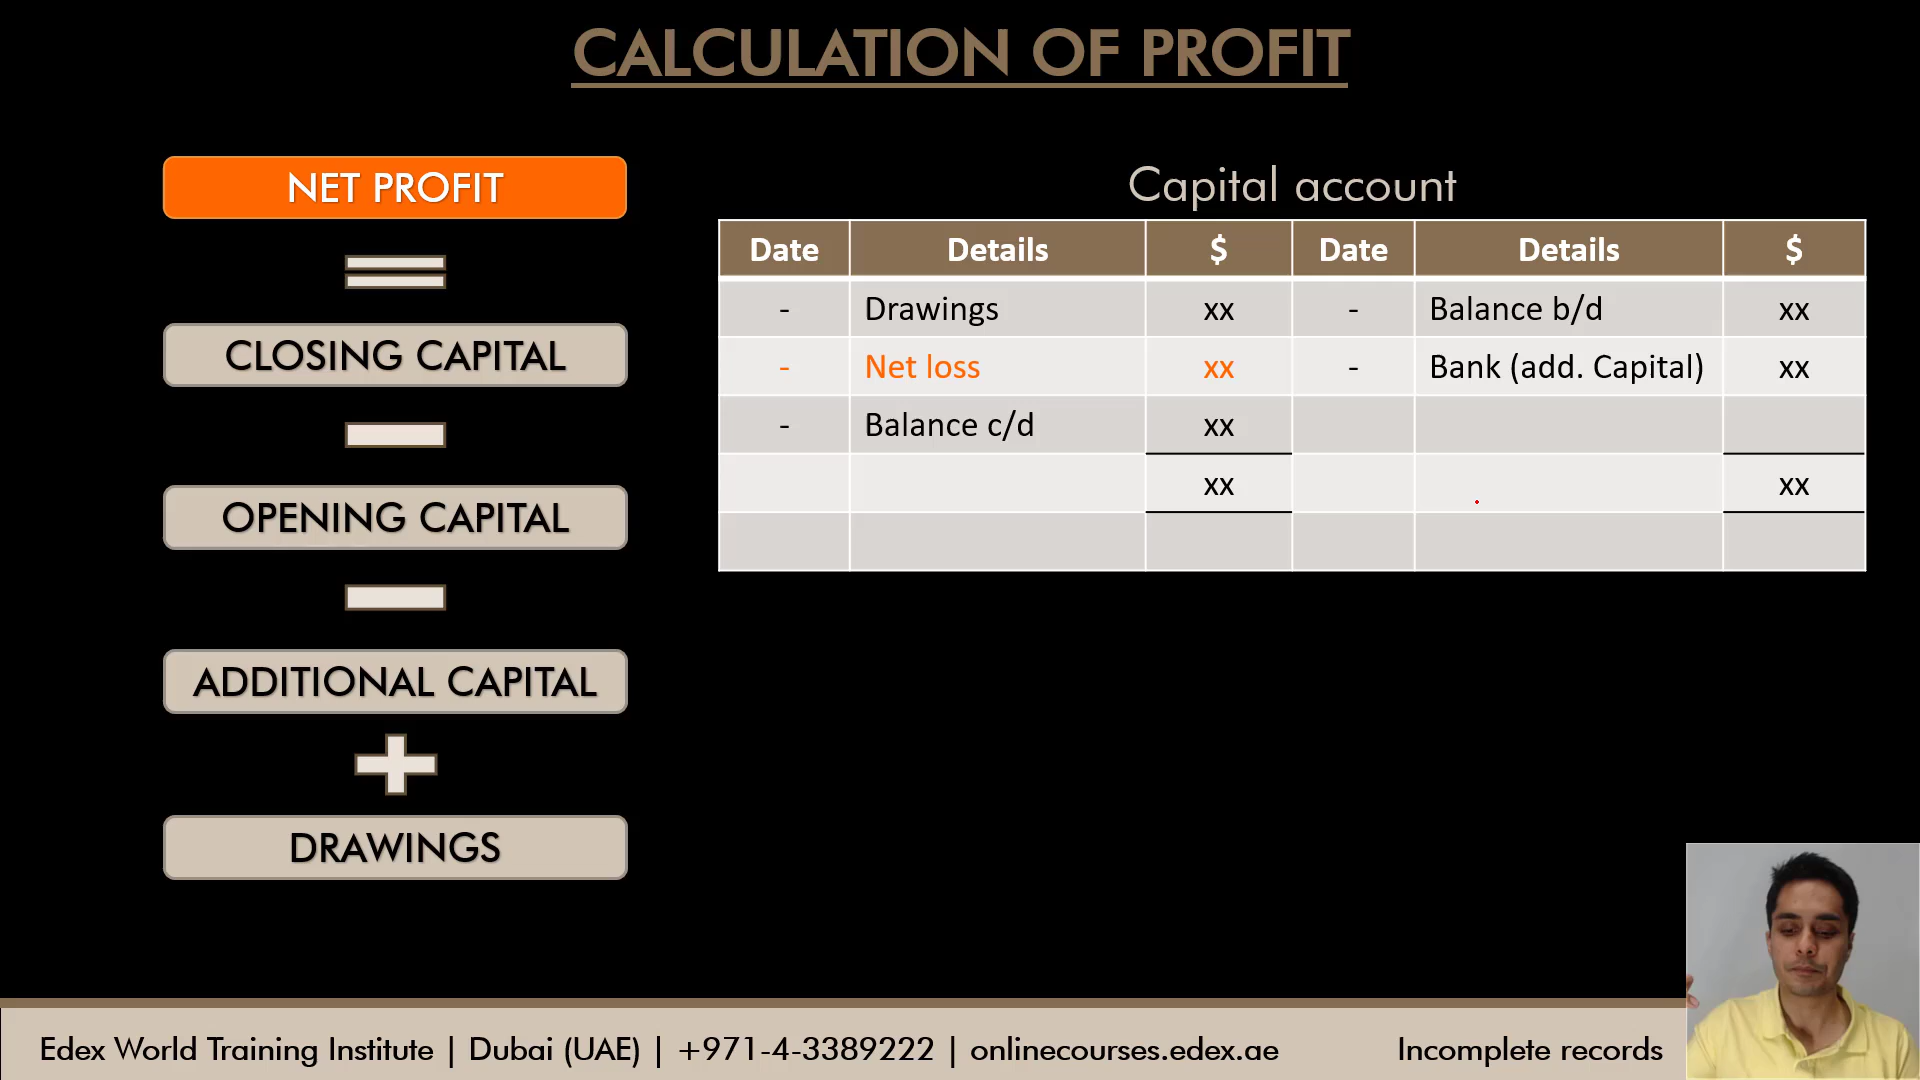 CALCULATION OF PROFIT
NET PROFIT
=
CLOSING CAPITAL
-
OPENING CAPITAL
-
ADDITIONAL CAPITAL
+
DRAWINGS
Capital account
Date Details $ Date Details $
- Drawings xx - Balance b/d xx
- Net loss xx - Bank (add. Capital) xx
- Balance c/d xx
xx xx
Edex World Training Institute | Dubai (UAE) | +971-4-3389222 | onlinecourses.edex.ae Incomplete records